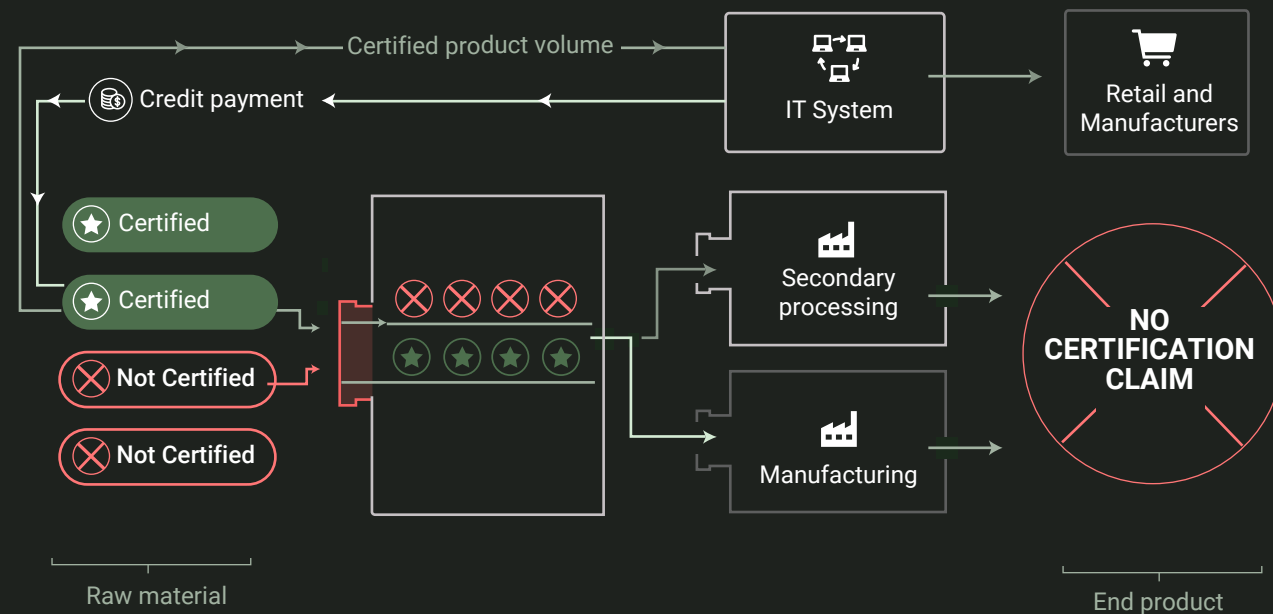 Certified product volume
Credit payment
IT System
Retail and
Manufacturers
Certified
Certified
Not Certified
Not Certified
Secondary
processing
Manufacturing
NO
CERTIFICATION
CLAIM
Raw material
End product